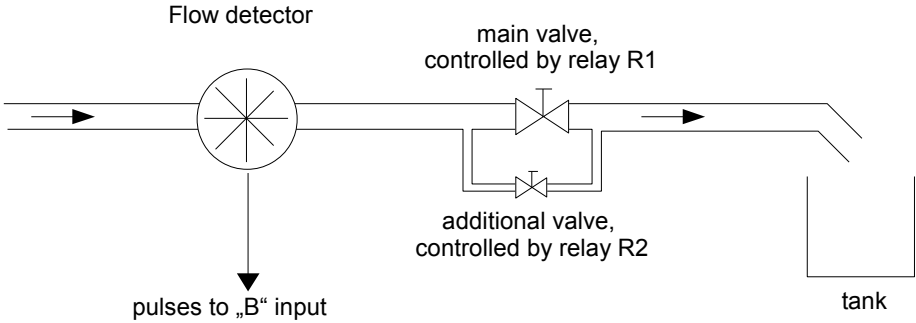 Flow detector
main valve,
controlled by relay R1
additional valve,
controlled by relay R2
pulses to „B“ input
tank